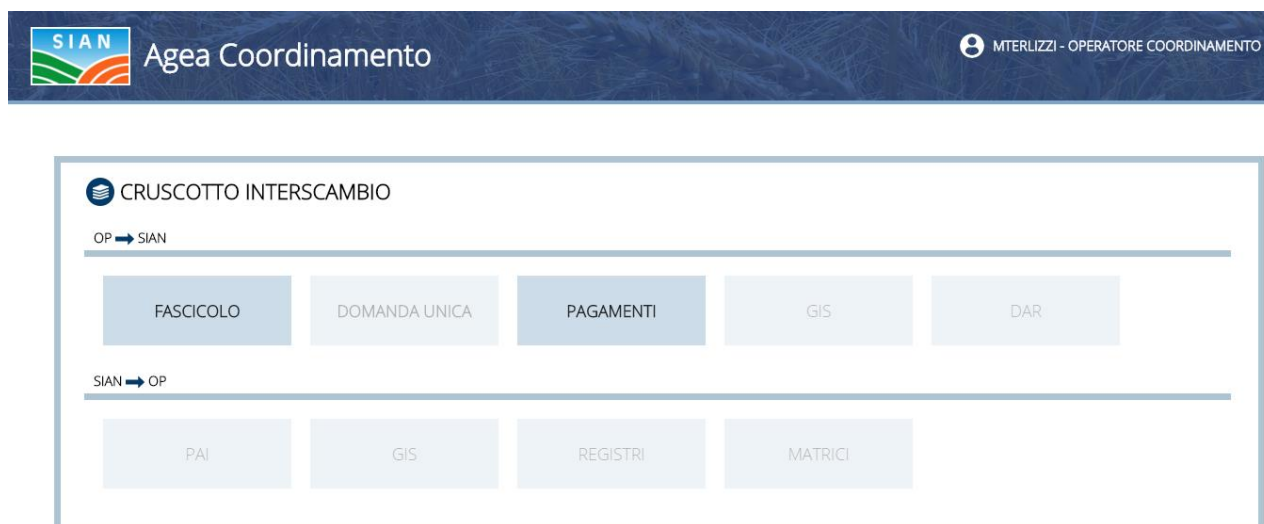 SIAN
Agea Coordinamento
MTERLIZZI - OPERATORE COORDINAMENTO
CRUSCOTTO INTERSCAMBIO
OP ➡ SIAN
FASCICOLO DOMANDA UNICA PAGAMENTI GIS DAR
SIAN ➡ OP
PAI GIS REGISTRI MATRICI